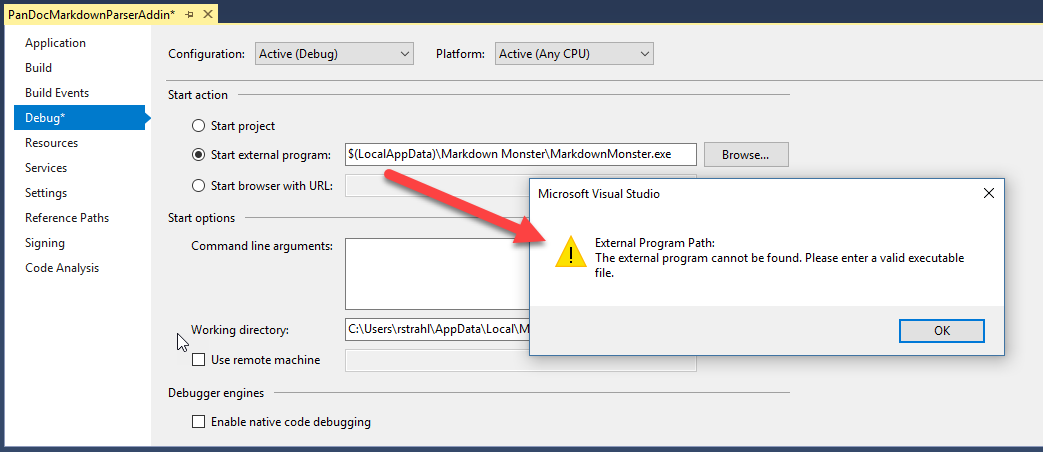 PanDocMarkdownParserAddin*
Application
Build
Build Events
Debug*
Resources
Services
Settings
Reference Paths
Signing
Code Analysis
Configuration: Active (Debug) Platform: Active (Any CPU)
Start action
Start project
Start external program: $(LocalAppData)\Markdown Monster\MarkdownMonster.exe Browse...
Start browser with URL:
Start options
Command line arguments:
Working directory: C:\Users\rstrahl\AppData\Local\M
Use remote machine
Debugger engines
Enable native code debugging
Microsoft Visual Studio
External Program Path:
The external program cannot be found. Please enter a valid executable
file.
OK